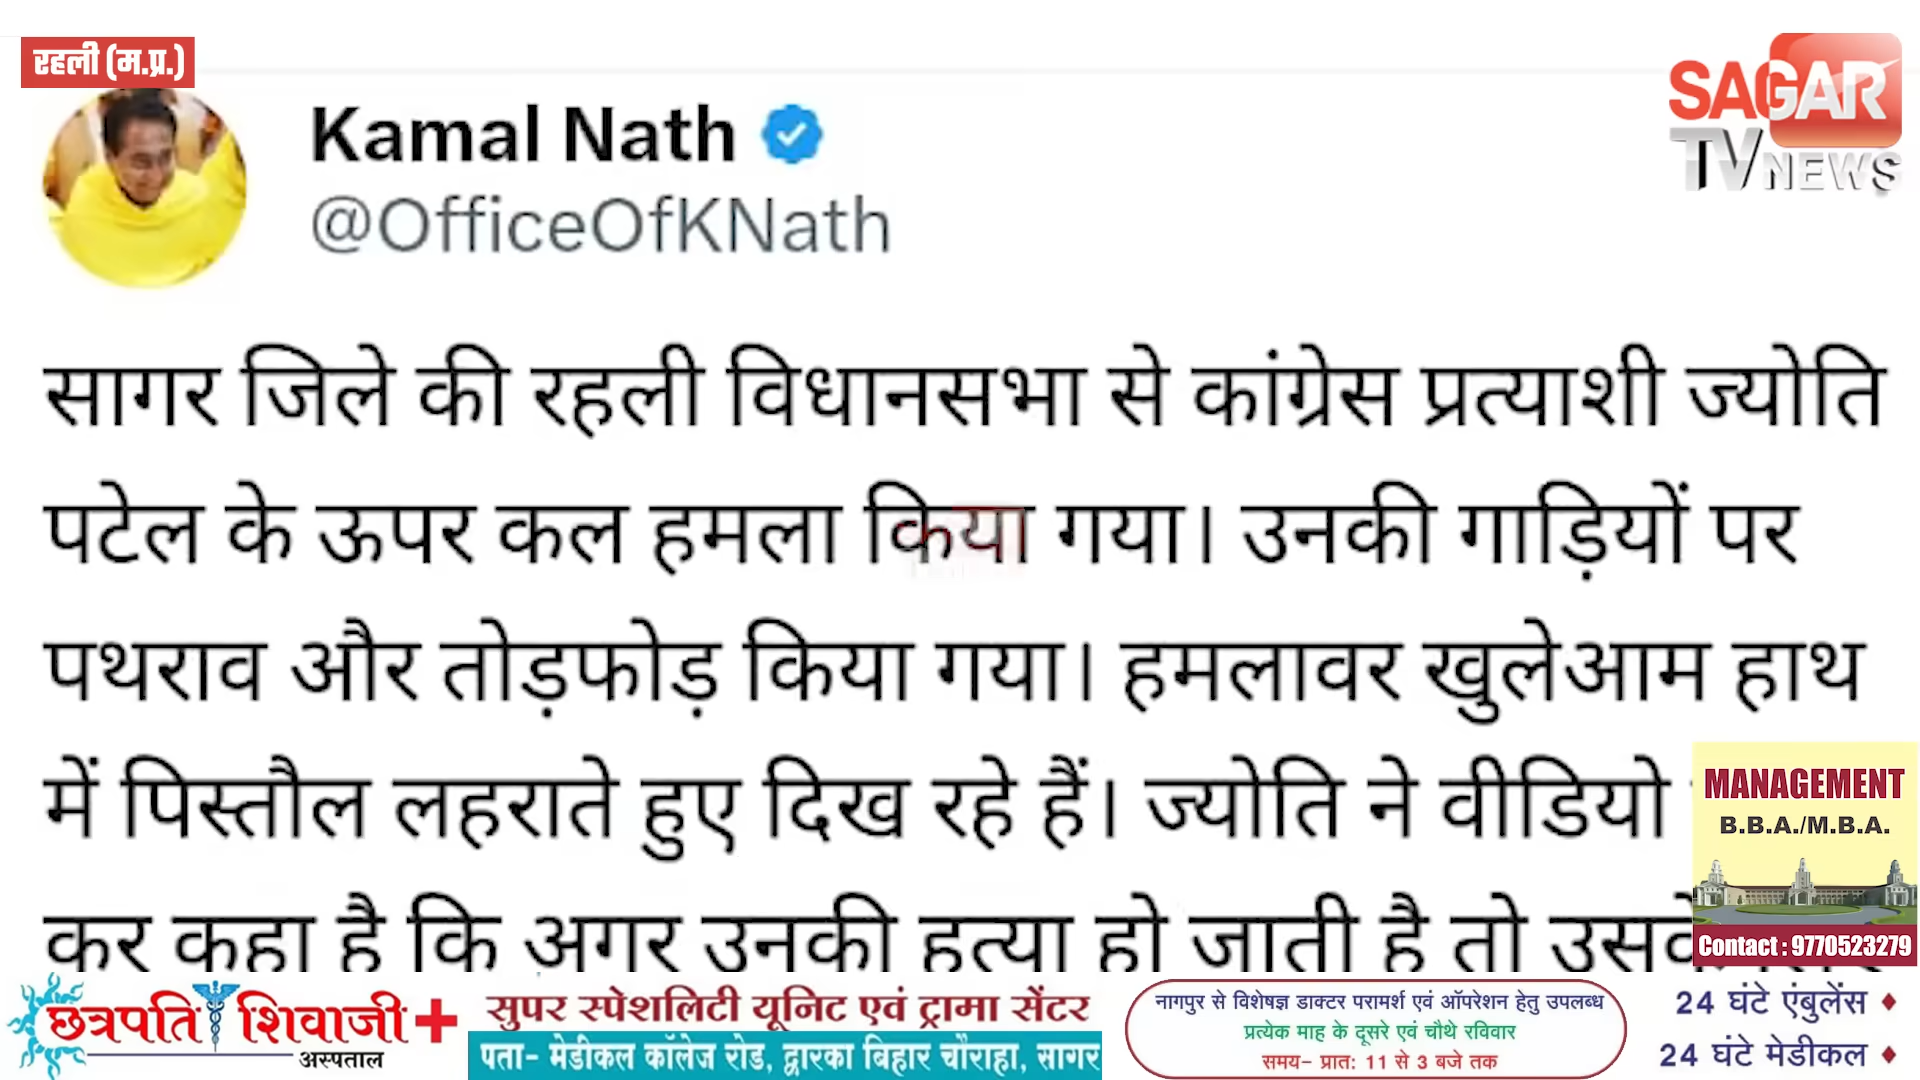 रहली (म.प्र.)
SAGAR
TV NEWS
Kamal Nath
@OfficeOfKNath
सागर जिले की रहली विधानसभा से कांग्रेस प्रत्याशी ज्योति
पटेल के ऊपर कल हमला किया गया। उनकी गाड़ियों पर
पथराव और तोड़फोड़ किया गया। हमलावर खुलेआम हाथ
में पिस्तौल लहराते हुए दिख रहे हैं। ज्योति ने वीडियो
कर कहा है कि अगर उनकी हत्या हो जाती है तो
MANAGEMENT
B.B.A./M.B.A.
Contact : 9770523279
छत्रपति शिवाजी
अस्पताल
सुपर स्पेशलिटी यूनिट एवं ट्रामा सेंटर
पता- मेडीकल कॉलेज रोड, द्वारका बिहार चौराहा, सागर
नागपुर से विशेषज्ञ डाक्टर परामर्श एवं ऑपरेशन हेतु उपलब्ध
प्रत्येक माह के दूसरे एवं चौथे रविवार
समय- प्रात: 11 से 3 बजे तक
24 घंटे एंबुलेंस
24 घंटे मेडीकल